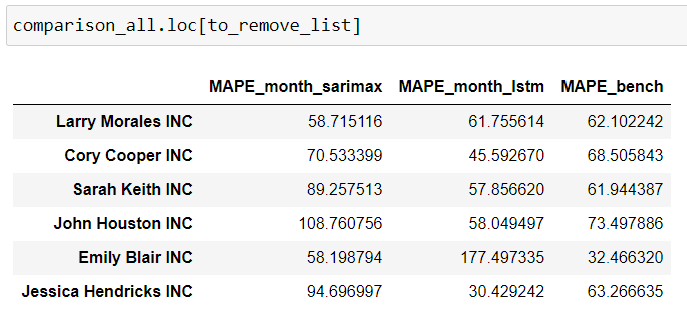 comparison_all.loc[to_remove_list]
MAPE_month_sarimax MAPE_month_lstm MAPE_bench
Larry Morales INC 58.715116 61.755614 62.102242
Cory Cooper INC 70.533399 45.592670 68.505843
Sarah Keith INC 89.257513 57.856620 61.944387
John Houston INC 108.760756 58.049497 73.497886
Emily Blair INC 58.198794 177.497335 32.466320
Jessica Hendricks INC 94.696997 30.429242 63.266635